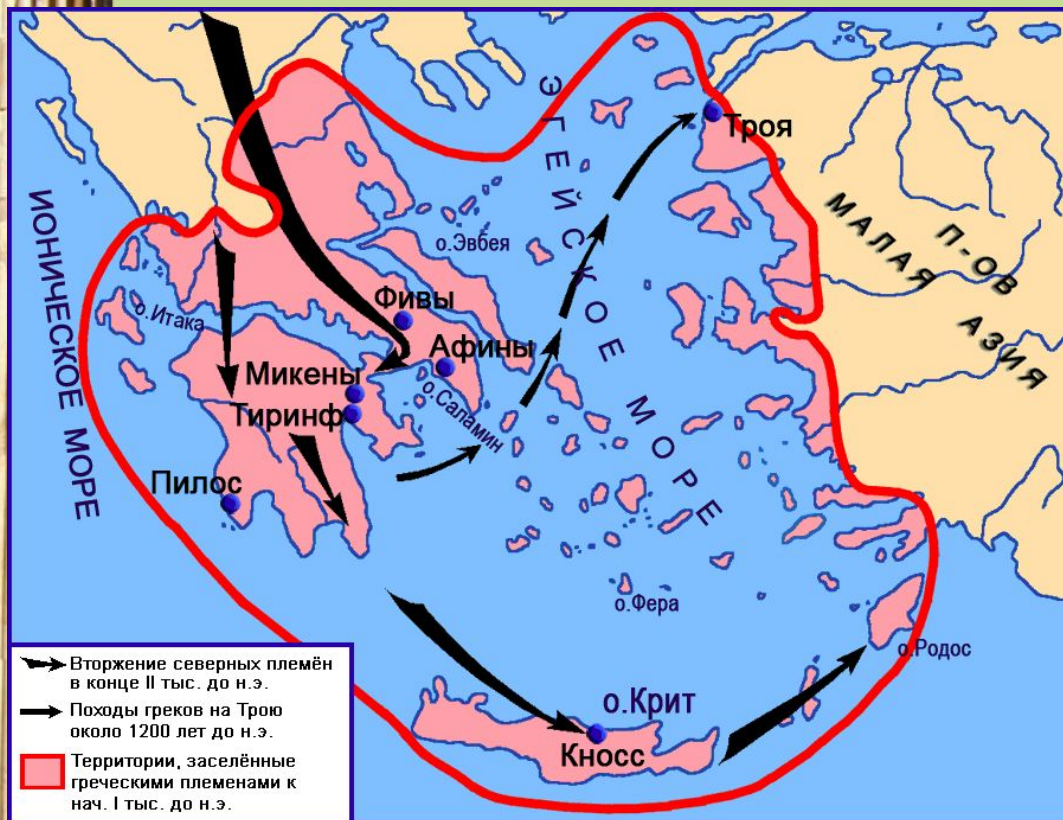 ЭГЕЙСКОЕ МОРЕ
Троя
ИОНИЧЕСКОЕ МОРЕ
МАЛАЯ АЗИЯ
П-ОВ
о.Эвбея
о.Итака
Фивы
Афины
Микены
о.Саламин
Тиринф
Пилос
о.Фера
о.Родос
о.Крит
Кносс
Вторжение северных племён
в конце II тыс. до н.э.
Походы греков на Трою
около 1200 лет до н.э.
Территории, заселённые
греческими племенами к
нач. I тыс. до н.э.